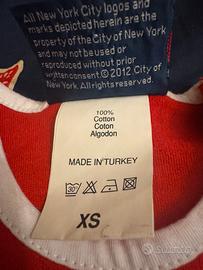 All New York City logos and
marks depicted herein are the
property of City of New York
and may not be used or
reproduced without prior
written consent. ©2012. City of
New York. All rights reserved.
100%
Cotton
Coton
Algodon
MADE IN TURKEY
30°
XS
Subito